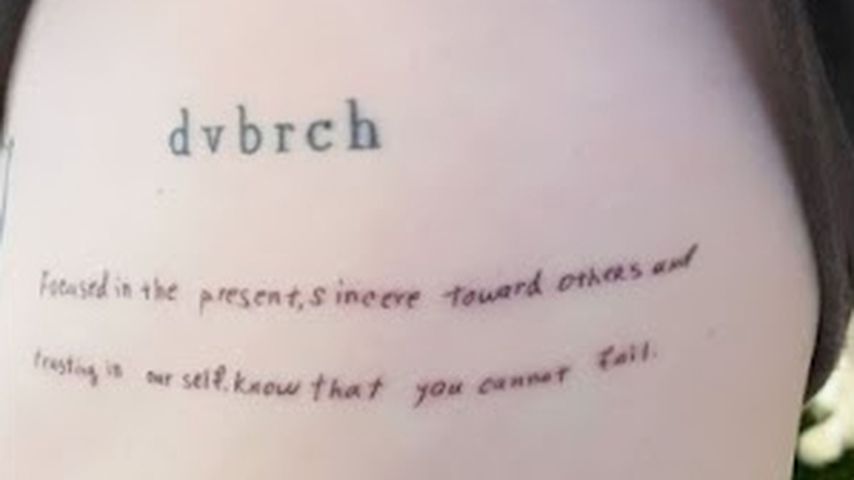 dvbrch
Focused in the present, sincere toward others and
trusting in our self. know that you cannot fail.